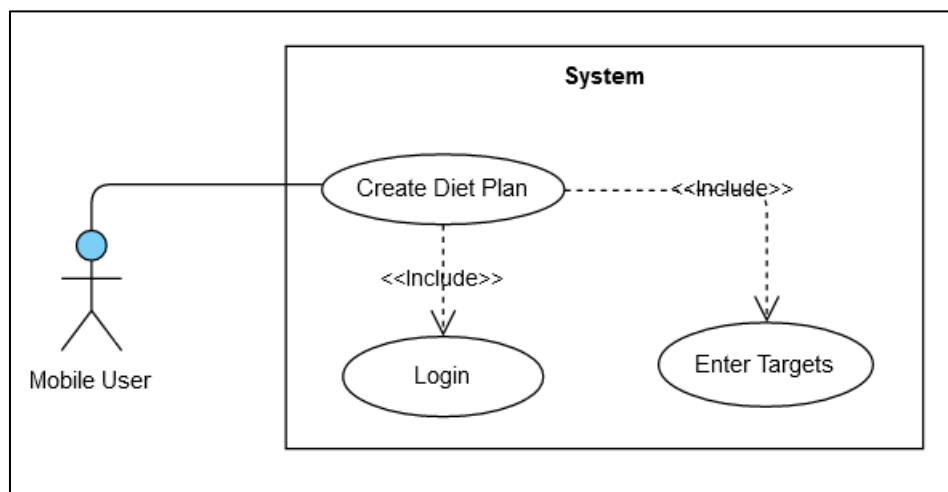 System
Create Diet Plan
<<Include>>
<<Include>>
Login
Enter Targets
Mobile User